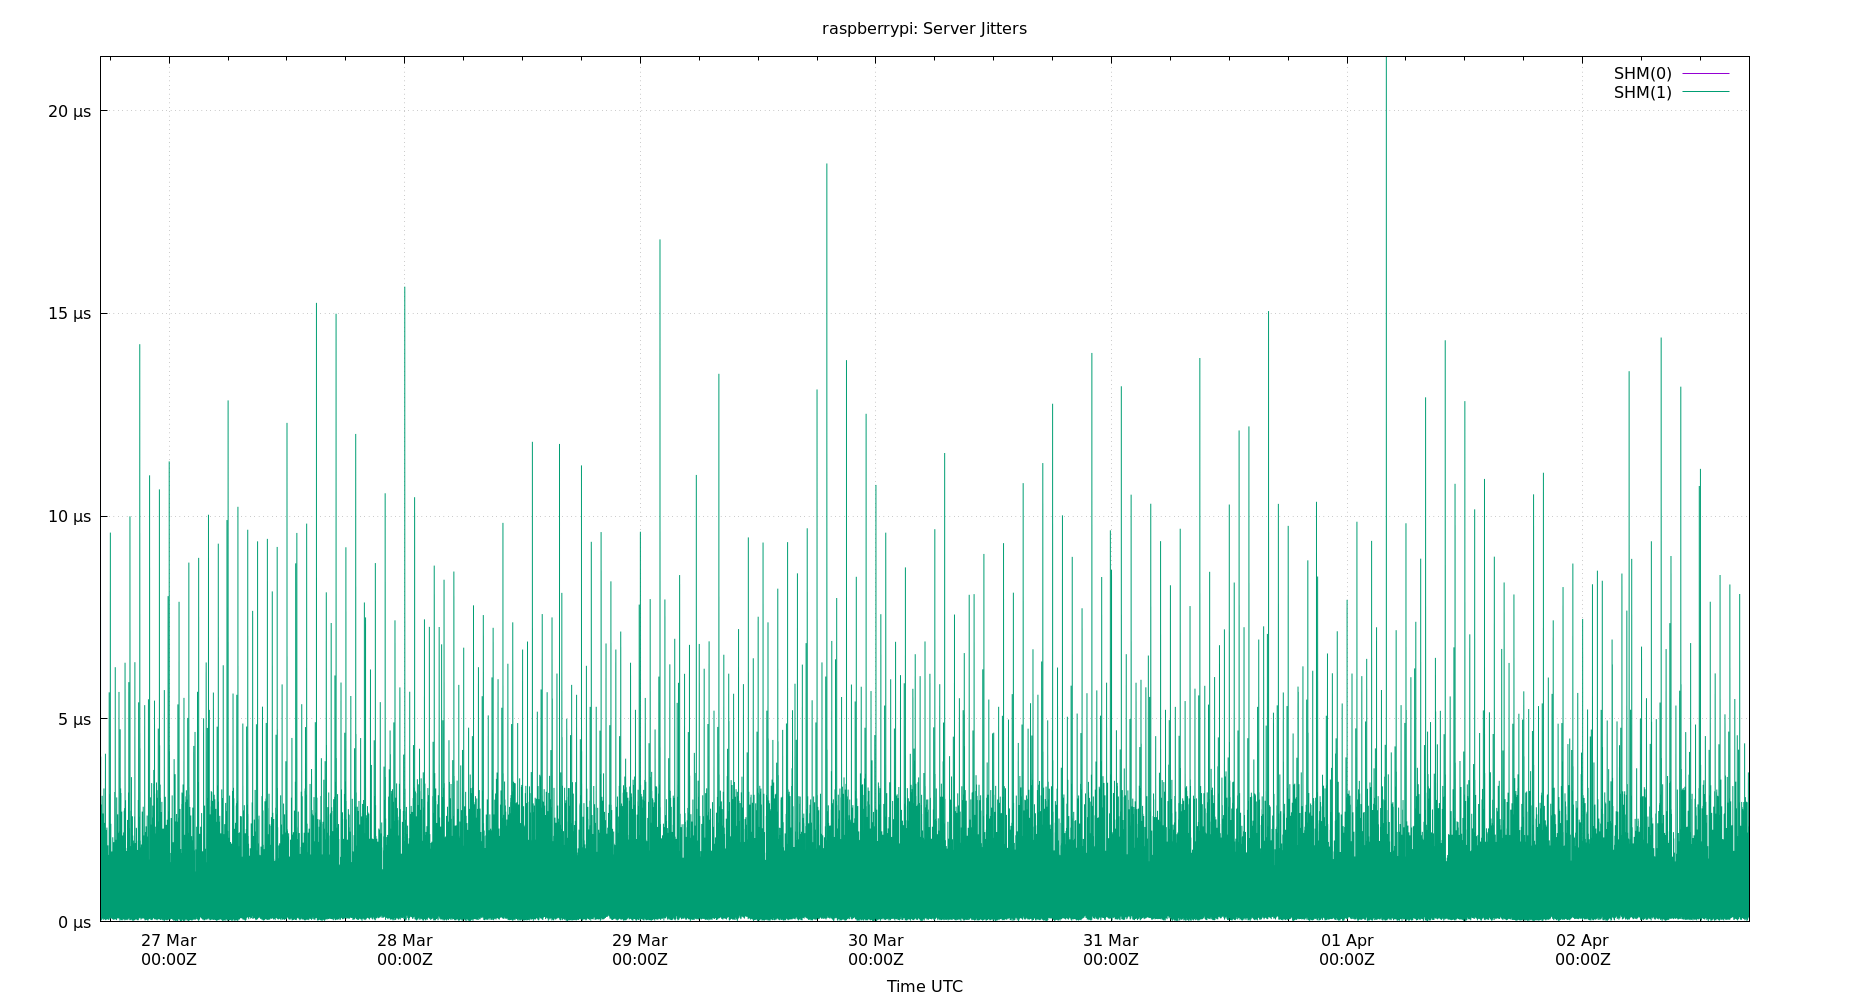 raspberrypi: Server Jitters
SHM(0)
SHM(1)
20 µs
15 µs
10 µs
5 µs
0 µs
27 Mar 28 Mar 29 Mar 30 Mar 31 Mar 01 Apr 02 Apr
00:00Z 00:00Z 00:00Z 00:00Z 00:00Z 00:00Z 00:00Z
Time UTC